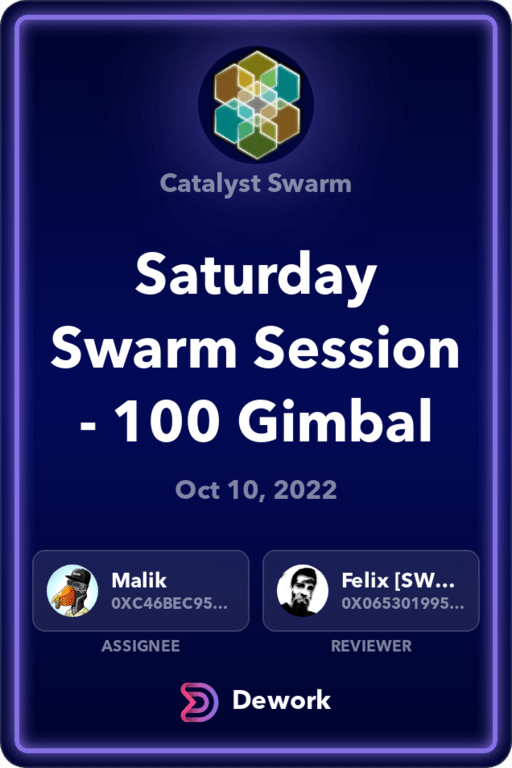 Catalyst Swarm
Saturday
Swarm Session
- 100 Gimbal
Oct 10, 2022
Malik
0XC46BEC95...
Felix [SW...
0X065301995...
ASSIGNEE
REVIEWER
Dework